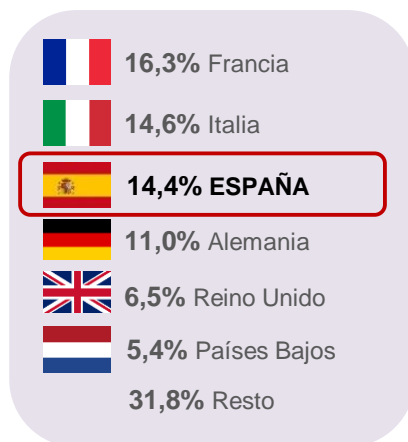 16,3% Francia
14,6% Italia
14,4% ESPAÑA
11,0% Alemania
6,5% Reino Unido
5,4% Países Bajos
31,8% Resto